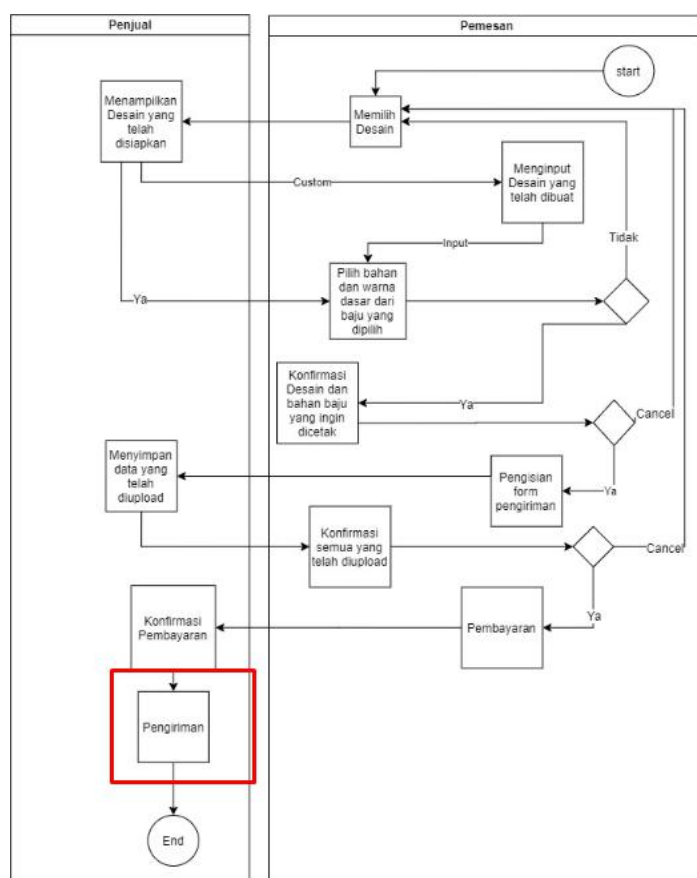 Penjual
Pemesan
start
Menampilkan
Desain yang
telah
disiapkan
Memilih
Desain
Custom
Menginput
Desain yang
telah dibuat
Input
Tidak
Ya
Pilih bahan
dan warna
dasar dari
baju yang
dipilih
Konfirmasi
Desain dan
bahan baju
yang ingin
dicetak
Ya
Cancel
Menyimpan
data yang
telah
diupload
Pengisian
form
pengiriman
Ya
Konfirmasi
semua yang
telah diupload
Cancel
Ya
Konfirmasi
Pembayaran
Pembayaran
Pengiriman
End